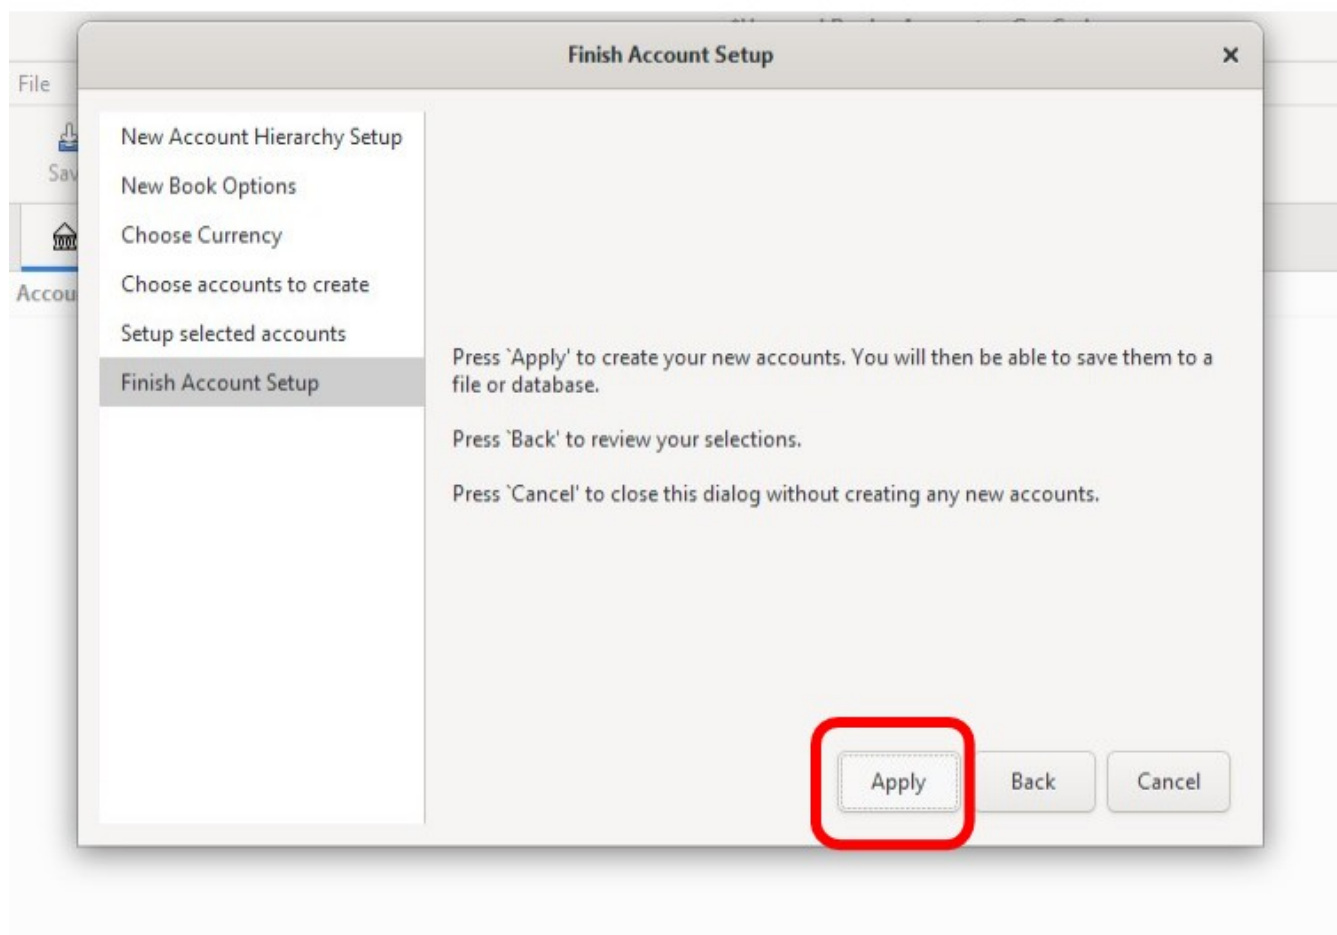 Finish Account Setup
File
New Account Hierarchy Setup
Sav
New Book Options
Choose Currency
Accou
Choose accounts to create
Setup selected accounts
Finish Account Setup
Press `Apply' to create your new accounts. You will then be able to save them to a
file or database.
Press `Back' to review your selections.
Press `Cancel' to close this dialog without creating any new accounts.
Apply
Back
Cancel